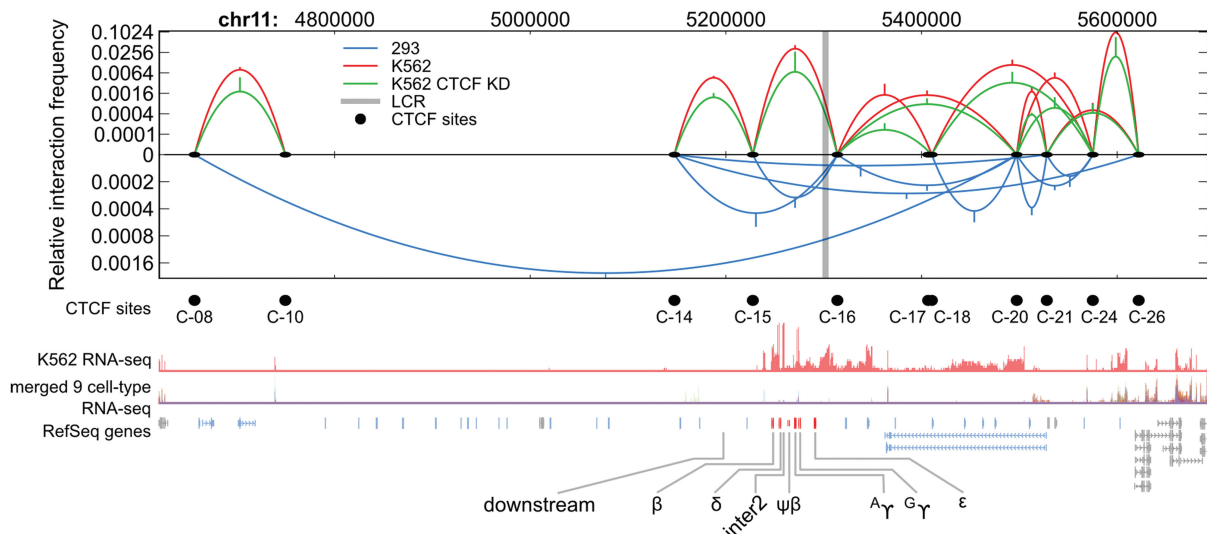 chr11: 4800000 5000000 5200000 5400000 5600000
Relative interaction frequency
0.1024
0.0256
0.0064
0.0016
0.0004
0.0001
0
0.0002
0.0004
0.0008
0.0016
293
K562
K562 CTCF KD
LCR
CTCF sites
CTCF sites
C-08 C-10 C-14 C-15 C-16 C-17 C-18 C-20 C-21 C-24 C-26
K562 RNA-seq
merged 9 cell-type
RNA-seq
RefSeq genes
downstream β δ inter2 ψβ Aγ Gγ ε